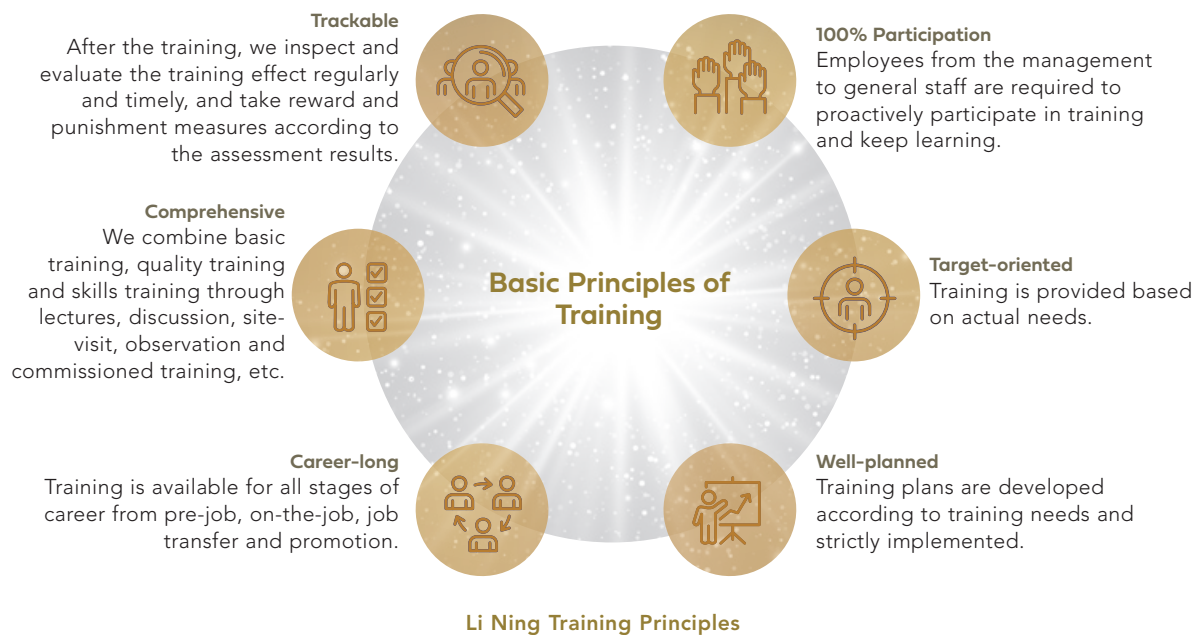 Trackable
After the training, we inspect and
evaluate the training effect regularly
and timely, and take reward and
punishment measures according to
the assessment results.
100% Participation
Employees from the management
to general staff are required to
proactively participate in training
and keep learning.
Comprehensive
We combine basic
training, quality training
and skills training through
lectures, discussion, site-
visit, observation and
commissioned training, etc.
Basic Principles of
Training
Target-oriented
Training is provided based
on actual needs.
Career-long
Training is available for all stages of
career from pre-job, on-the-job, job
transfer and promotion.
Well-planned
Training plans are developed
according to training needs and
strictly implemented.
Li Ning Training Principles